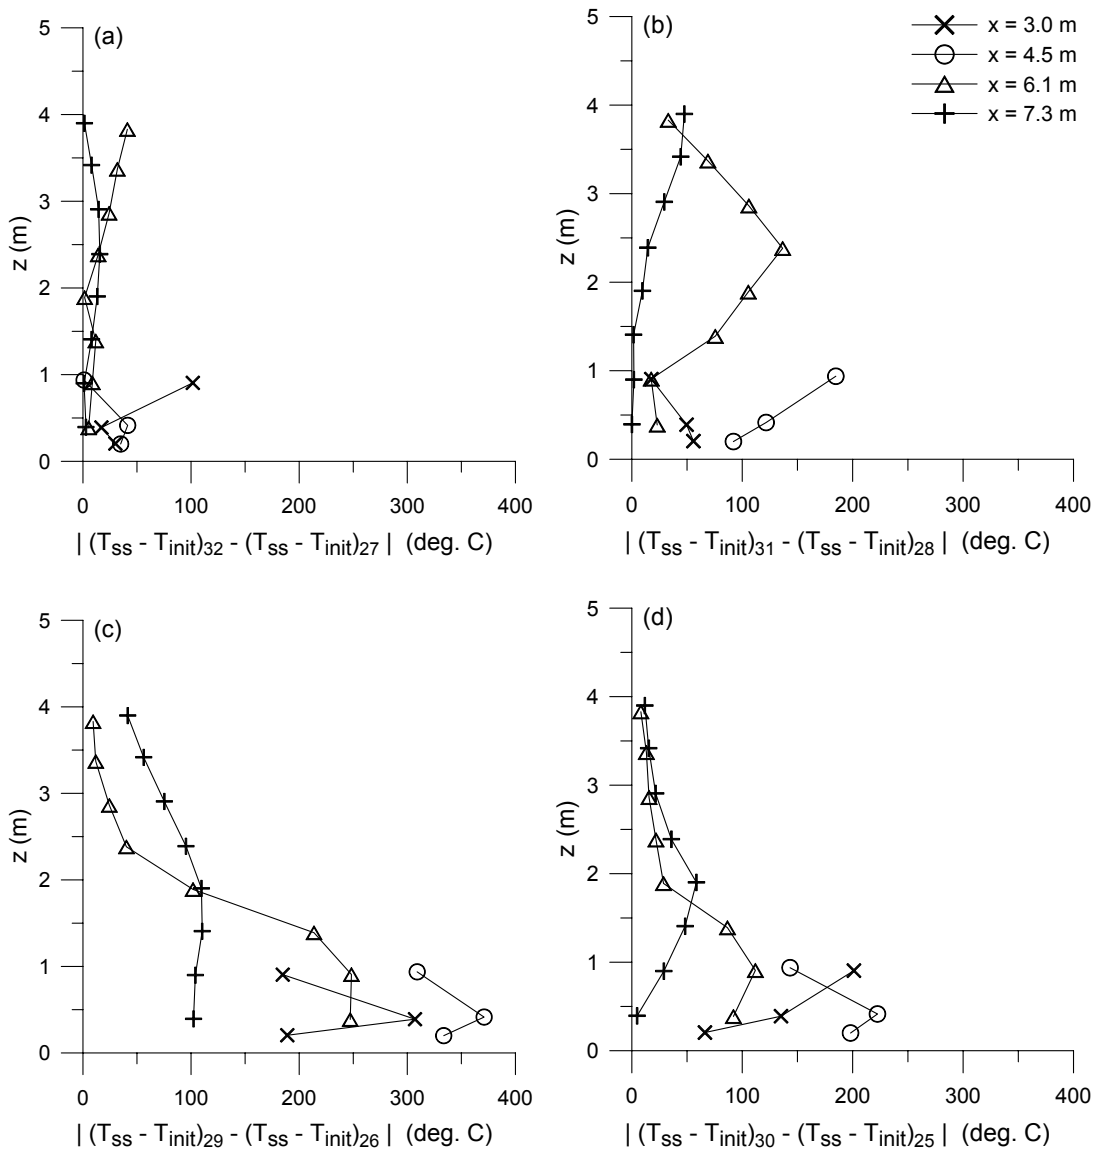 (a)
5
4
3
2
1
0
z (m)
0 100 200 300 400
| (Tss - Tinit)32 - (Tss - Tinit)27 | (deg. C)
(b)
x = 3.0 m
x = 4.5 m
x = 6.1 m
x = 7.3 m
5
4
3
2
1
0
z (m)
0 100 200 300 400
| (Tss - Tinit)31 - (Tss - Tinit)28 | (deg. C)
(c)
5
4
3
2
1
0
z (m)
0 100 200 300 400
| (Tss - Tinit)29 - (Tss - Tinit)26 | (deg. C)
(d)
5
4
3
2
1
0
z (m)
0 100 200 300 400
| (Tss - Tinit)30 - (Tss - Tinit)25 | (deg. C)